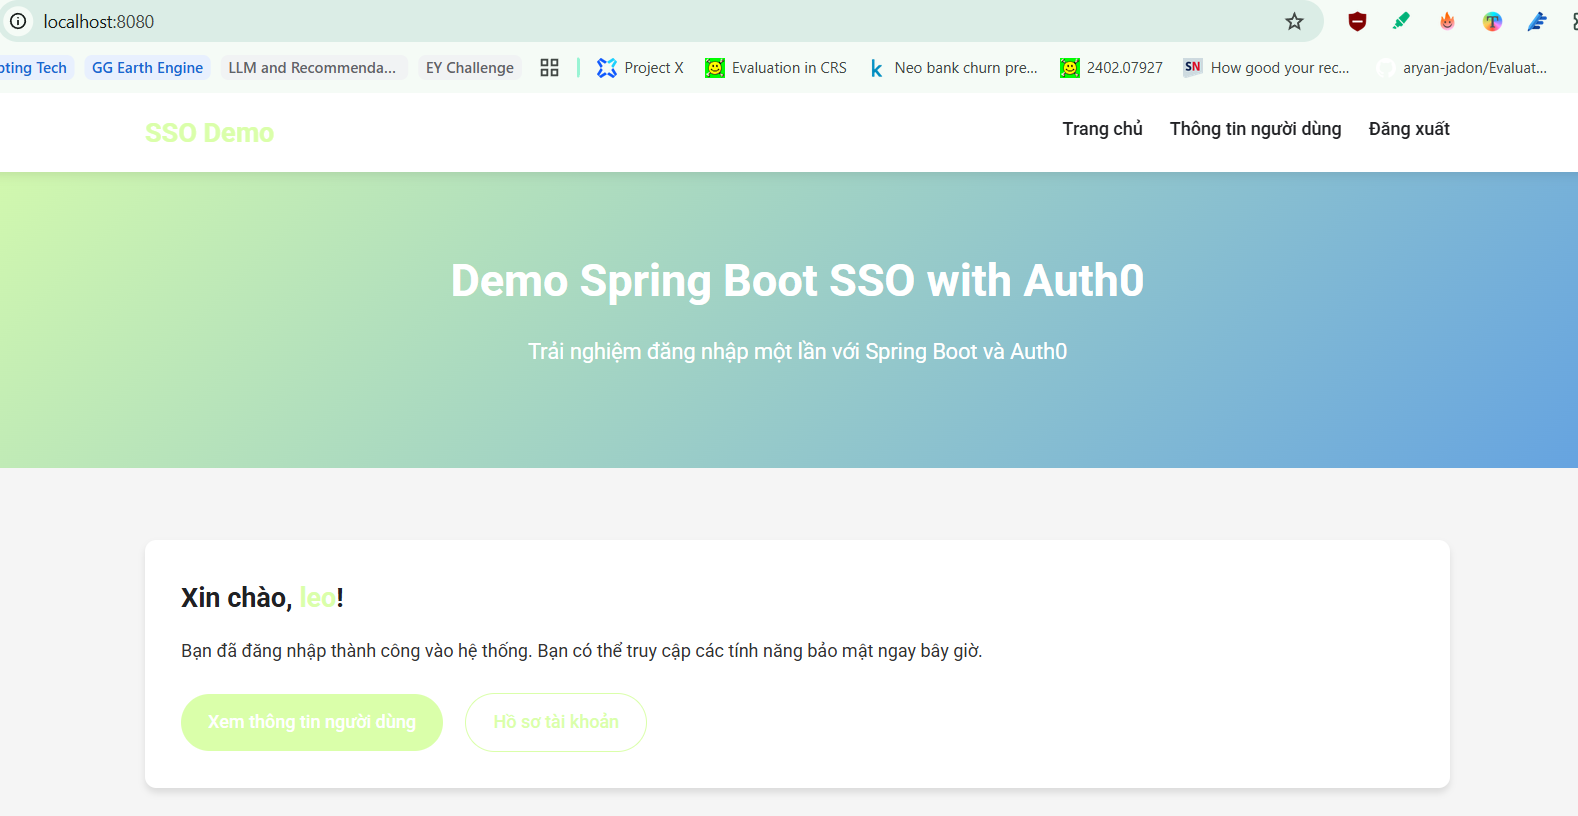 localhost:8080
pting Tech GG Earth Engine LLM and Recommenda... EY Challenge Project X Evaluation in CRS Neo bank churn pre... 2402.07927 SN How good your rec... aryan-jadon/Evaluat...
SSO Demo Trang chủ Thông tin người dùng Đăng xuất
Demo Spring Boot SSO with Auth0
Trải nghiệm đăng nhập một lần với Spring Boot và Auth0
Xin chào, leo!
Bạn đã đăng nhập thành công vào hệ thống. Bạn có thể truy cập các tính năng bảo mật ngay bây giờ.
Xem thông tin người dùng Hồ sơ tài khoản